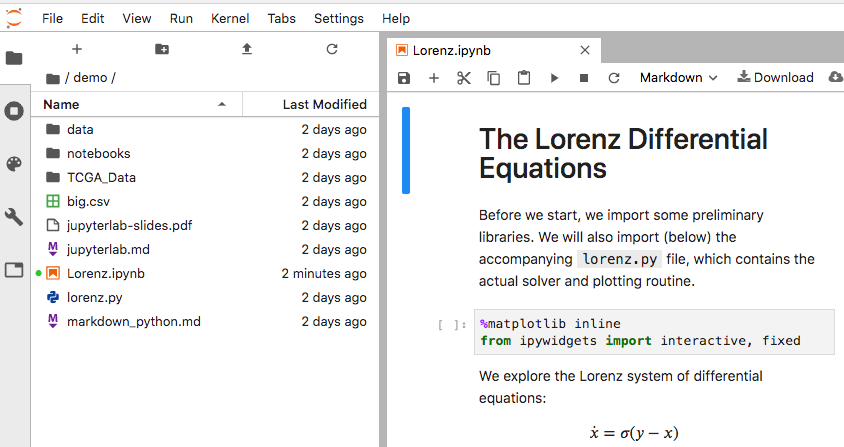 File Edit View Run Kernel Tabs Settings Help
/ demo /
Name Last Modified
data 2 days ago
notebooks 2 days ago
TCGA_Data 2 days ago
big.csv 2 days ago
jupyterlab-slides.pdf 2 days ago
jupyterlab.md 2 days ago
Lorenz.ipynb 2 minutes ago
lorenz.py 2 days ago
markdown_python.md 2 days ago
Lorenz.ipynb
Markdown Download
The Lorenz Differential
Equations
Before we start, we import some preliminary
libraries. We will also import (below) the
accompanying lorenz.py file, which contains the
actual solver and plotting routine.
[ ]: %matplotlib inline
from ipywidgets import interactive, fixed
We explore the Lorenz system of differential
equations:
ẋ = σ(y − x)